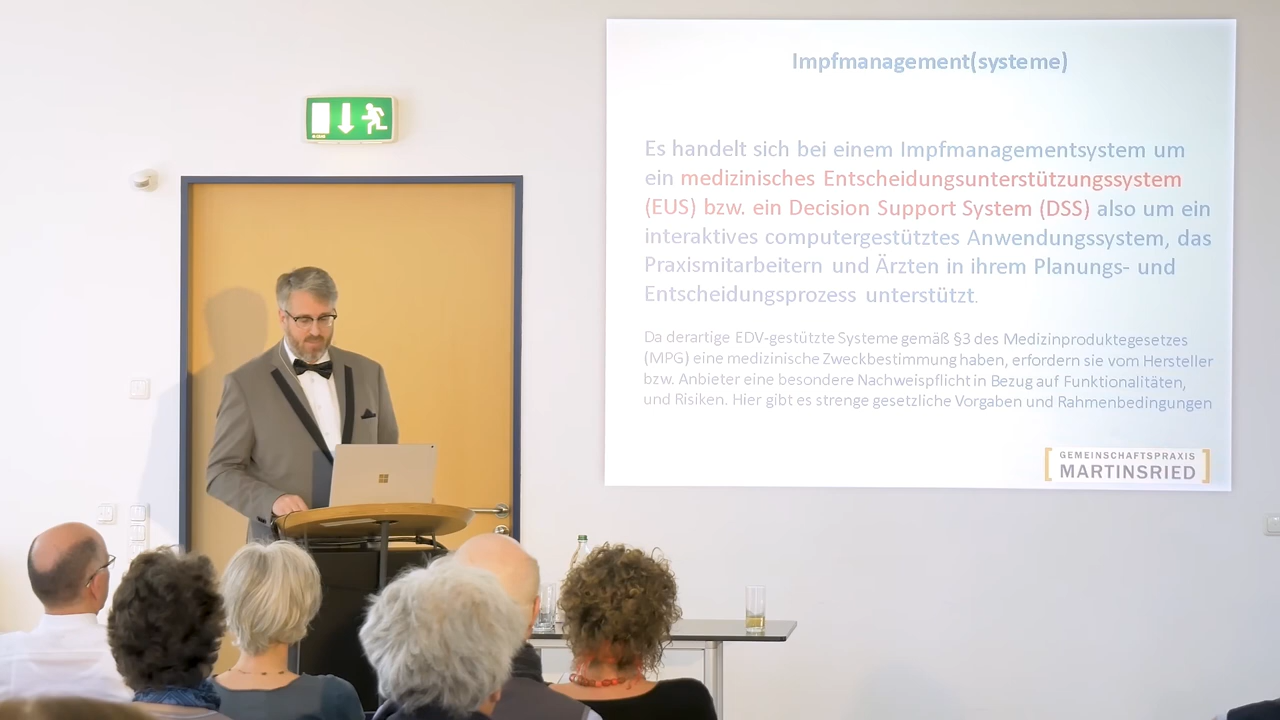 Impfmanagement(systeme)
Es handelt sich bei einem Impfmanagementsystem um
ein medizinisches Entscheidungsunterstützungssystem
(EUS) bzw. ein Decision Support System (DSS) also um ein
interaktives computergestütztes Anwendungssystem, das
Praxismitarbeitern und Ärzten in ihrem Planungs- und
Entscheidungsprozess unterstützt.
Da derartige EDV-gestützte Systeme gemäß §3 des Medizinproduktegesetzes
(MPG) eine medizinische Zweckbestimmung haben, erfordern sie vom Hersteller
bzw. Anbieter eine besondere Nachweispflicht in Bezug auf Funktionalitäten,
und Risiken. Hier gibt es strenge gesetzliche Vorgaben und Rahmenbedingungen
GEMEINSCHAFTSPRAXIS
MARTINSRIED